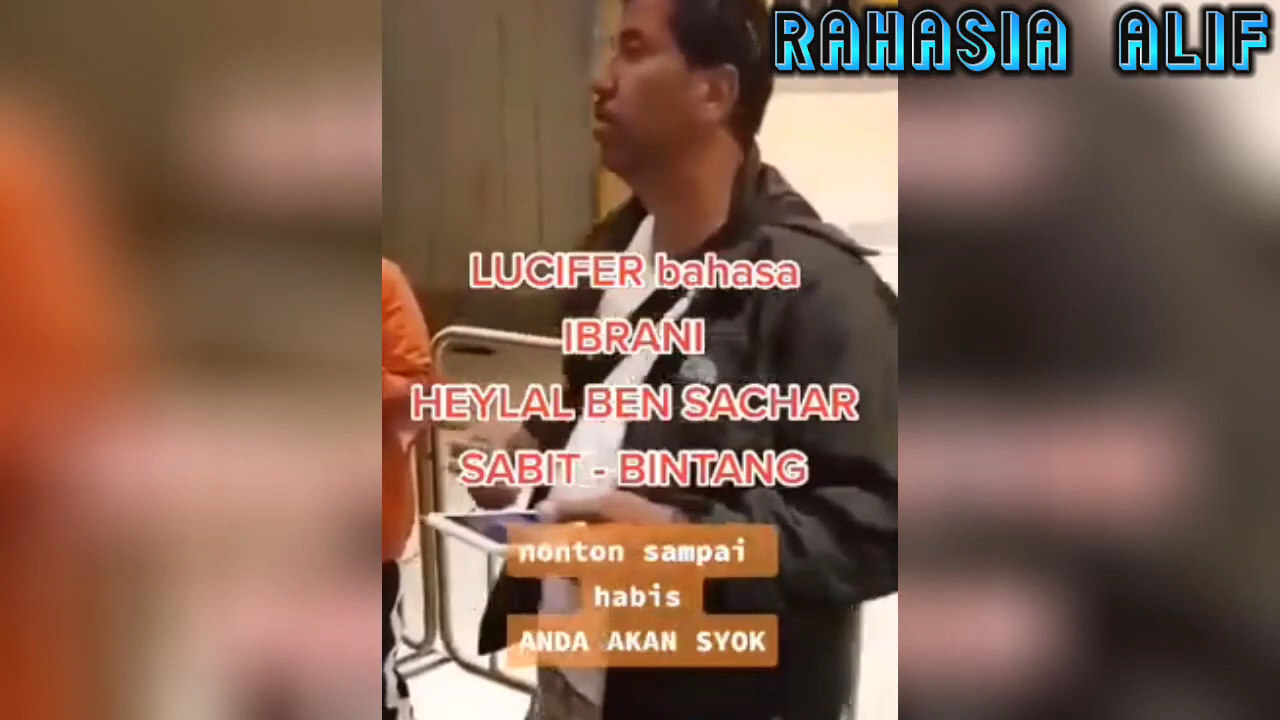 RAHASIA ALIF
LUCIFER bahasa
IBRANI
HEYLAL BEN SACHAR
SABIT - BINTANG
nonton sampai
habis
ANDA AKAN SYOK